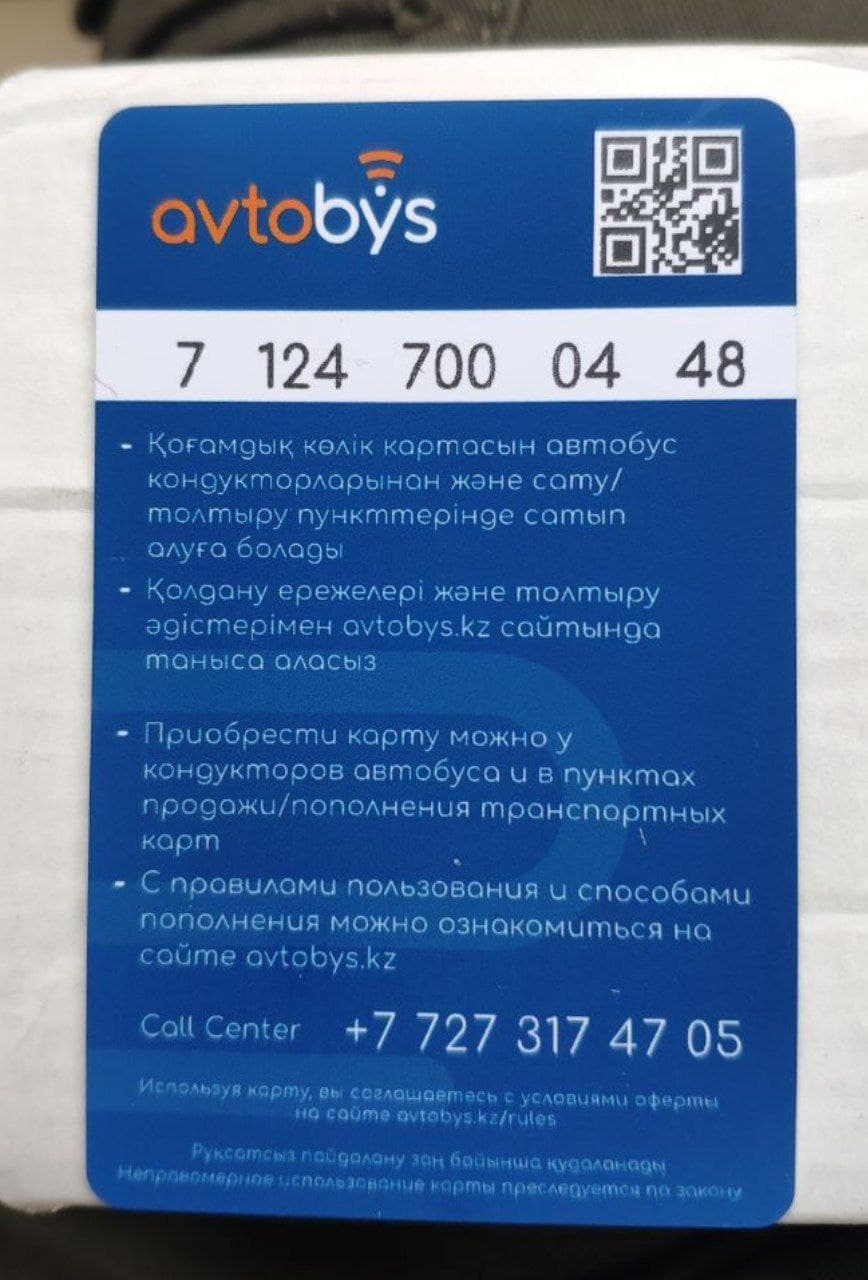 avtobys
7 124 700 04 48
- Қоғамдық көлік картасын автобус
кондукторларынан және сату/
толтыру пункттерінде сатып
алуға болады
- Қолдану ережелері және толтыру
әдістерімен avtobys.kz сайтында
таныса аласыз
- Приобрести карту можно у
кондукторов автобуса и в пунктах
продажи/пополнения транспортных
карт
- С правилами пользования и способами
пополнения можно ознакомиться на
сайте avtobys.kz
Call Center +7 727 317 47 05
Используя карту, вы соглашаетесь с условиями оферты
на сайте avtobys.kz/rules
Руқсатсыз пайдалану заң бойынша қудаланады
Неправомерное использование карты преследуется по закону